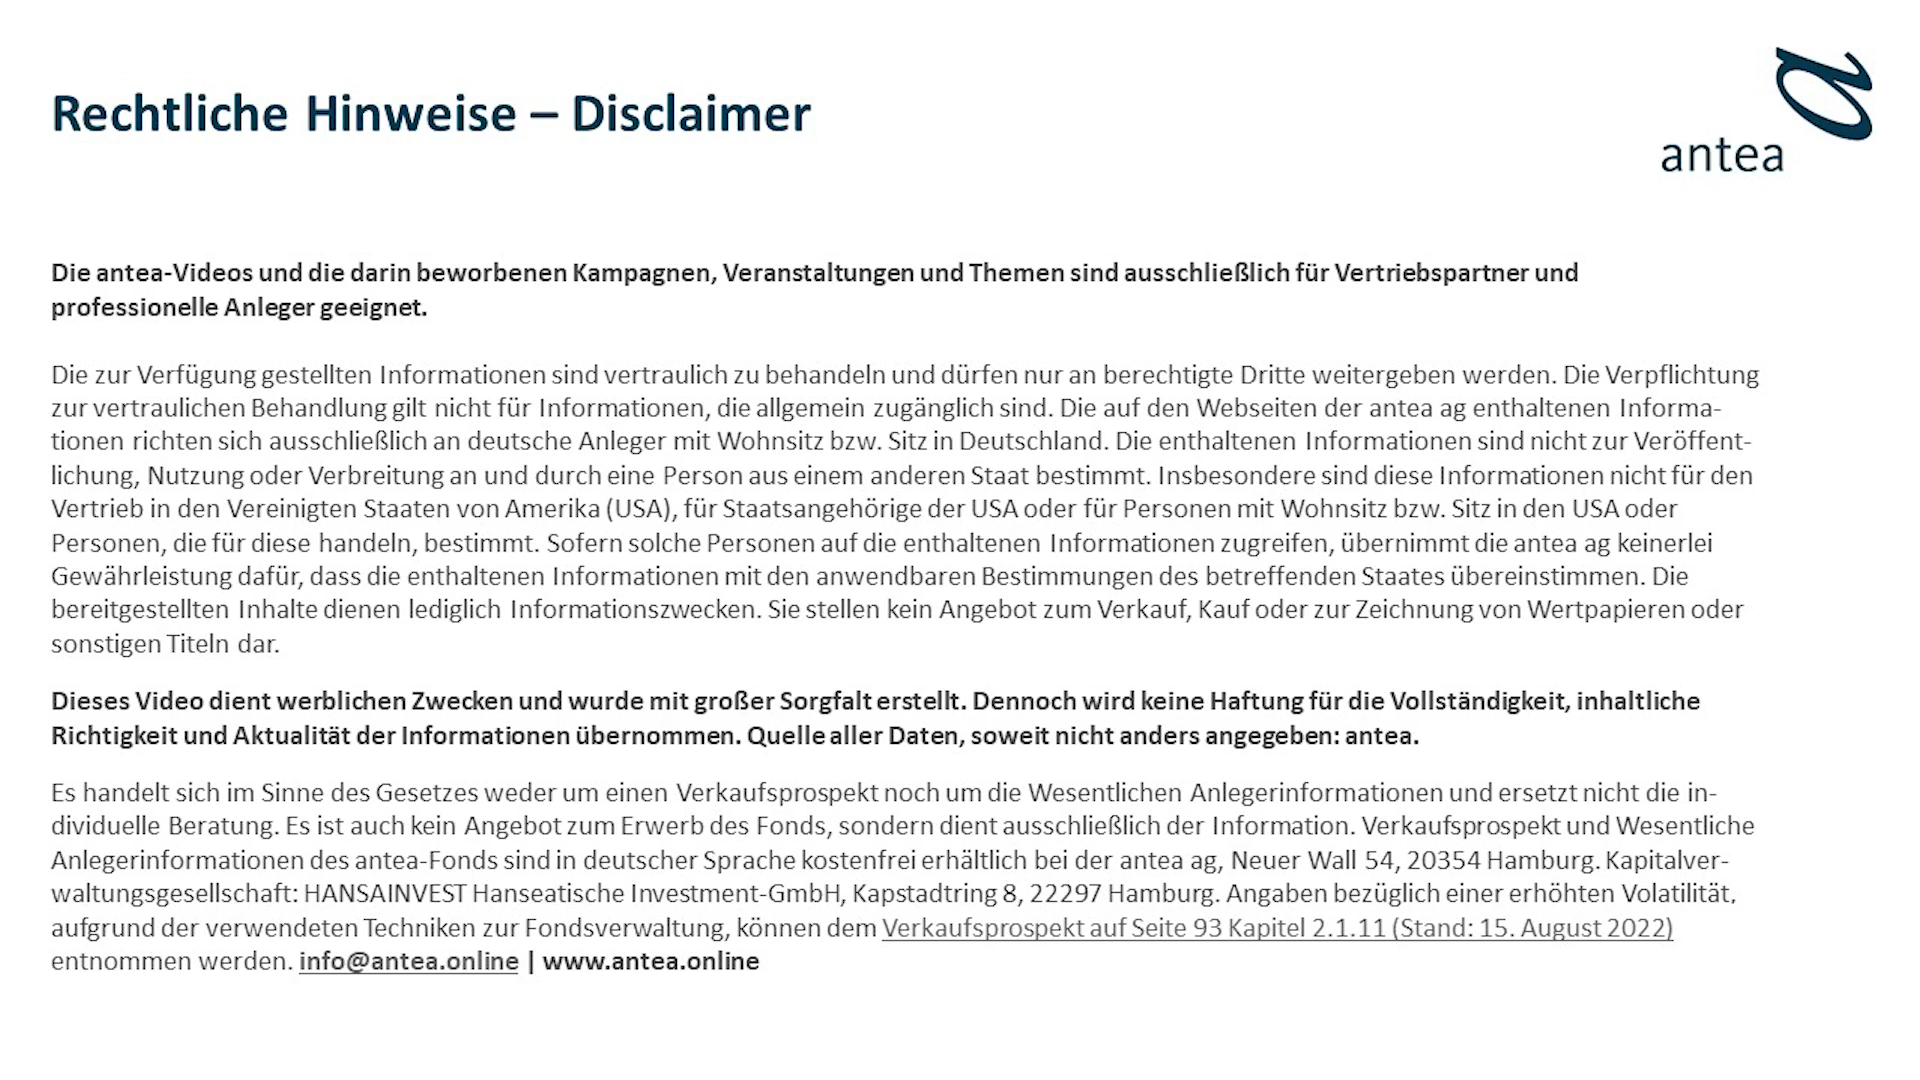 Rechtliche Hinweise – Disclaimer
antea
Die antea-Videos und die darin beworbenen Kampagnen, Veranstaltungen und Themen sind ausschließlich für Vertriebspartner und
professionelle Anleger geeignet.
Die zur Verfügung gestellten Informationen sind vertraulich zu behandeln und dürfen nur an berechtigte Dritte weitergeben werden. Die Verpflichtung
zur vertraulichen Behandlung gilt nicht für Informationen, die allgemein zugänglich sind. Die auf den Webseiten der antea ag enthaltenen Informa-
tionen richten sich ausschließlich an deutsche Anleger mit Wohnsitz bzw. Sitz in Deutschland. Die enthaltenen Informationen sind nicht zur Veröffent-
lichung, Nutzung oder Verbreitung an und durch eine Person aus einem anderen Staat bestimmt. Insbesondere sind diese Informationen nicht für den
Vertrieb in den Vereinigten Staaten von Amerika (USA), für Staatsangehörige der USA oder für Personen mit Wohnsitz bzw. Sitz in den USA oder
Personen, die für diese handeln, bestimmt. Sofern solche Personen auf die enthaltenen Informationen zugreifen, übernimmt die antea ag keinerlei
Gewährleistung dafür, dass die enthaltenen Informationen mit den anwendbaren Bestimmungen des betreffenden Staates übereinstimmen. Die
bereitgestellten Inhalte dienen lediglich Informationszwecken. Sie stellen kein Angebot zum Verkauf, Kauf oder zur Zeichnung von Wertpapieren oder
sonstigen Titeln dar.
Dieses Video dient werblichen Zwecken und wurde mit großer Sorgfalt erstellt. Dennoch wird keine Haftung für die Vollständigkeit, inhaltliche
Richtigkeit und Aktualität der Informationen übernommen. Quelle aller Daten, soweit nicht anders angegeben: antea.
Es handelt sich im Sinne des Gesetzes weder um einen Verkaufsprospekt noch um die Wesentlichen Anlegerinformationen und ersetzt nicht die in-
dividuelle Beratung. Es ist auch kein Angebot zum Erwerb des Fonds, sondern dient ausschließlich der Information. Verkaufsprospekt und Wesentliche
Anlegerinformationen des antea-Fonds sind in deutscher Sprache kostenfrei erhältlich bei der antea ag, Neuer Wall 54, 20354 Hamburg. Kapitalver-
waltungsgesellschaft: HANSAINVEST Hanseatische Investment-GmbH, Kapstadtring 8, 22297 Hamburg. Angaben bezüglich einer erhöhten Volatilität,
aufgrund der verwendeten Techniken zur Fondsverwaltung, können dem Verkaufsprospekt auf Seite 93 Kapitel 2.1.11 (Stand: 15. August 2022)
entnommen werden. info@antea.online | www.antea.online